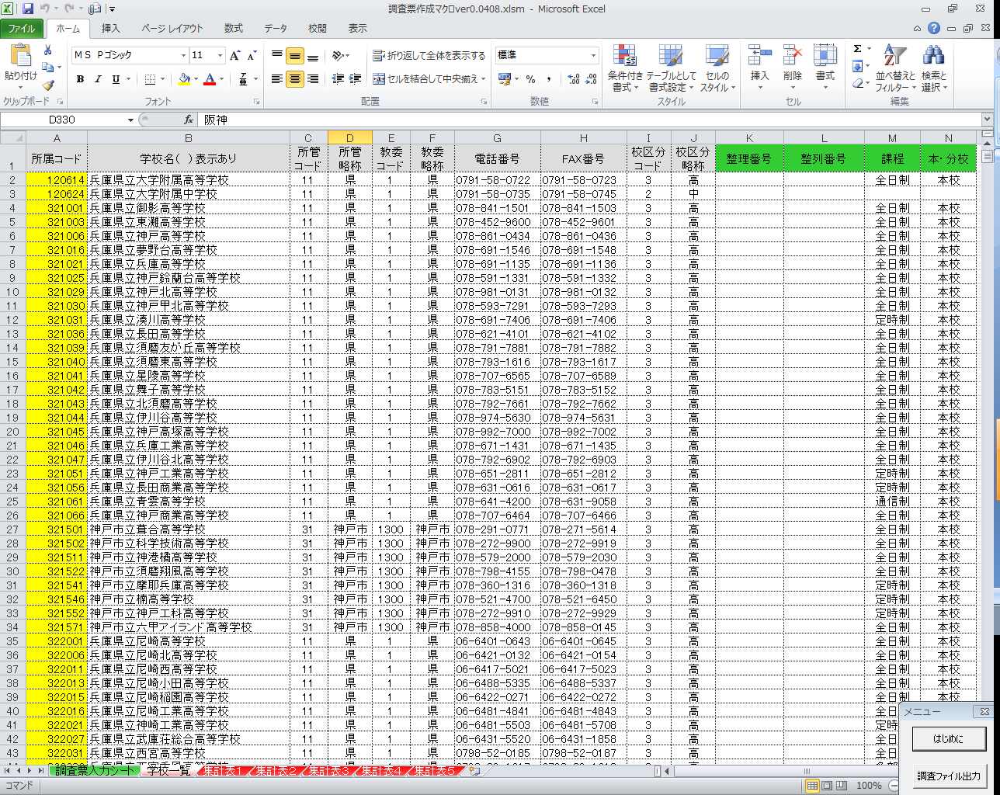 調査票作成マクロver0.0408.xlsm - Microsoft Excel
ファイル ホーム 挿入 ページ レイアウト 数式 データ 校閲 表示
貼り付け
クリップボード
ＭＳ Ｐゴシック 11
B I U
フォント
折り返して全体を表示する
セルを結合して中央揃え
配置
標準
数値
条件付き書式 テーブルとして書式設定 セルのスタイル
スタイル
挿入 削除 書式
セル
並べ替えとフィルター 検索と選択
編集
D330 fx 阪神
A B C D E F G H I J K L M N
1 所属コード 学校名( )表示あり 所管コード 所管略称 教委コード 教委略称 電話番号 FAX番号 校区分コード 校区分略称 整理番号 整列番号 課程 本・分校
2 120614 兵庫県立大学附属高等学校 11 県 1 県 0791-58-0722 0791-58-0723 3 高 全日制 本校
3 120624 兵庫県立大学附属中学校 11 県 1 県 0791-58-0735 0791-58-0745 2 中
4 321001 兵庫県立御影高等学校 11 県 1 県 078-841-1501 078-841-1503 3 高 全日制 本校
5 321003 兵庫県立東灘高等学校 11 県 1 県 078-452-9600 078-452-9601 3 高 全日制 本校
6 321006 兵庫県立神戸高等学校 11 県 1 県 078-861-0434 078-861-0436 3 高 全日制 本校
7 321016 兵庫県立夢野台高等学校 11 県 1 県 078-691-1546 078-691-1548 3 高 全日制 本校
8 321021 兵庫県立兵庫高等学校 11 県 1 県 078-691-1135 078-691-1136 3 高 全日制 本校
9 321025 兵庫県立神戸鈴蘭台高等学校 11 県 1 県 078-591-1331 078-591-1332 3 高 全日制 本校
10 321029 兵庫県立神戸北高等学校 11 県 1 県 078-981-0131 078-981-0132 3 高 全日制 本校
11 321030 兵庫県立神戸甲北高等学校 11 県 1 県 078-593-7291 078-593-7293 3 高 全日制 本校
12 321031 兵庫県立湊川高等学校 11 県 1 県 078-691-7406 078-691-7406 3 高 定時制 本校
13 321036 兵庫県立長田高等学校 11 県 1 県 078-621-4101 078-621-4102 3 高 全日制 本校
14 321039 兵庫県立須磨友が丘高等学校 11 県 1 県 078-791-7881 078-791-7882 3 高 全日制 本校
15 321040 兵庫県立須磨東高等学校 11 県 1 県 078-793-1616 078-793-1617 3 高 全日制 本校
16 321041 兵庫県立星陵高等学校 11 県 1 県 078-707-6565 078-707-6589 3 高 全日制 本校
17 321042 兵庫県立舞子高等学校 11 県 1 県 078-783-5151 078-783-5152 3 高 全日制 本校
18 321043 兵庫県立北須磨高等学校 11 県 1 県 078-792-7661 078-792-7662 3 高 全日制 本校
19 321044 兵庫県立伊川谷高等学校 11 県 1 県 078-974-5630 078-974-5631 3 高 全日制 本校
20 321045 兵庫県立神戸高塚高等学校 11 県 1 県 078-992-7000 078-992-7002 3 高 全日制 本校
21 321046 兵庫県立兵庫工業高等学校 11 県 1 県 078-671-1431 078-671-1435 3 高 全日制 本校
22 321047 兵庫県立伊川谷北高等学校 11 県 1 県 078-792-6902 078-792-6903 3 高 全日制 本校
23 321051 兵庫県立神戸工業高等学校 11 県 1 県 078-651-2811 078-651-2812 3 高 定時制 本校
24 321056 兵庫県立長田商業高等学校 11 県 1 県 078-631-0616 078-631-0617 3 高 定時制 本校
25 321061 兵庫県立青雲高等学校 11 県 1 県 078-641-4200 078-631-9058 3 高 通信制 本校
26 321066 兵庫県立神戸商業高等学校 11 県 1 県 078-707-6464 078-707-6466 3 高 全日制 本校
27 321501 神戸市立葺合高等学校 31 神戸市 1300 神戸市 078-291-0771 078-271-5614 3 高 全日制 本校
28 321502 神戸市立科学技術高等学校 31 神戸市 1300 神戸市 078-272-9900 078-272-9919 3 高 全日制 本校
29 321511 神戸市立神港橘高等学校 31 神戸市 1300 神戸市 078-579-2000 078-579-2030 3 高 全日制 本校
30 321522 神戸市立須磨翔風高等学校 31 神戸市 1300 神戸市 078-798-4155 078-798-0478 3 高 全日制 本校
31 321541 神戸市立摩耶兵庫高等学校 31 神戸市 1300 神戸市 078-360-1316 078-360-1318 3 高 定時制 本校
32 321546 神戸市立楠高等学校 31 神戸市 1300 神戸市 078-521-4700 078-521-6450 3 高 定時制 本校
33 321552 神戸市立神戸工科高等学校 31 神戸市 1300 神戸市 078-272-9910 078-272-9929 3 高 定時制 本校
34 321571 神戸市立六甲アイランド高等学校 31 神戸市 1300 神戸市 078-858-4000 078-858-0145 3 高 全日制 本校
35 322001 兵庫県立尼崎高等学校 11 県 1 県 06-6401-0643 06-6401-0645 3 高 全日制 本校
36 322006 兵庫県立尼崎北高等学校 11 県 1 県 06-6421-0132 06-6421-0154 3 高 全日制 本校
37 322011 兵庫県立尼崎西高等学校 11 県 1 県 06-6417-5021 06-6417-5023 3 高 全日制 本校
38 322013 兵庫県立尼崎小田高等学校 11 県 1 県 06-6488-5335 06-6488-5337 3 高 全日制 本校
39 322015 兵庫県立尼崎稲園高等学校 11 県 1 県 06-6422-0271 06-6422-0272 3 高 全日制 本校
40 322016 兵庫県立尼崎工業高等学校 11 県 1 県 06-6481-4841 06-6481-4843 3 高 全日
41 322021 兵庫県立神崎工業高等学校 11 県 1 県 06-6481-5503 06-6481-5708 3 高 定時
42 322027 兵庫県立武庫荘総合高等学校 11 県 1 県 06-6431-5520 06-6431-1858 3 高 全日
43 322031 兵庫県立西宮高等学校 11 県 1 県 0798-52-0185 0798-52-0187 3 高 全日
メニュー
はじめに
調査ファイル出力
調査票入力シート 学校一覧 集計表1 集計表2 集計表3 集計表4 集計表5
コマンド 100%